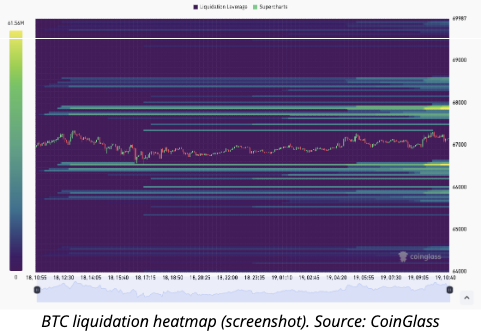 Liquidation Leverage Supercharts
61.56M
69987
69000
68000
67000
66000
65000
64000
0
18, 10:55 18, 12:30 18, 14:05 18, 15:40 18, 17:15 18, 18:50 18, 20:25 18, 22:00 18, 23:35 19, 01:10 19, 02:45 19, 04:20 19, 05:55 19, 07:30 19, 09:05 19, 10:40
coinglass
BTC liquidation heatmap (screenshot). Source: CoinGlass